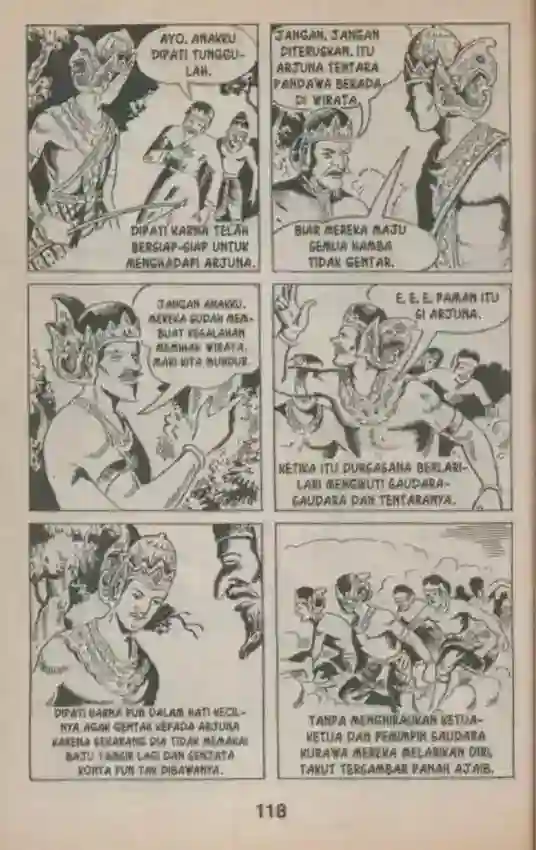 AYO, ANAKKU
DIPATI TUNGGU-
LAH.
DIPATI KARNA TELAH
BERSIAP-SIAP UNTUK
MENGHADAPI ARJUNA.
JANGAN, JANGAN
DITERUSKAN. ITU
ARJUNA TENTARA
PANDAWA BERADA
DI WIRATA.
BIAR MEREKA MAJU
SEMUA HAMBA
TIDAK GENTAR.
JANGAN ANAKKU.
MEREKA SUDAH MEM-
BUAT KESALAHAN
MEMIHAK WIRATA.
MARI KITA MUNDUR.
E, E, E, PAMAN ITU
SI ARJUNA.
KETIKA ITU DURSASANA BERLARI-
LARI MENGIKUTI SAUDARA-
SAUDARA DAN TENTARANYA.
DIPATI KARNA PUN DALAM HATI KECIL-
NYA AGAK GENTAR KEPADA ARJUNA
KARENA SEKARANG DIA TIDAK MEMAKAI
BAJU LAGI DAN SENJATA
KONTA PUN TAK DIBAWANYA.
TANPA MENGHIRAUKAN KETUA-
KETUA DAN PEMIMPIN SAUDARA
KURAWA MEREKA MELARIKAN DIRI,
TAKUT TERSAMBAR PANAH AJAIB.
118